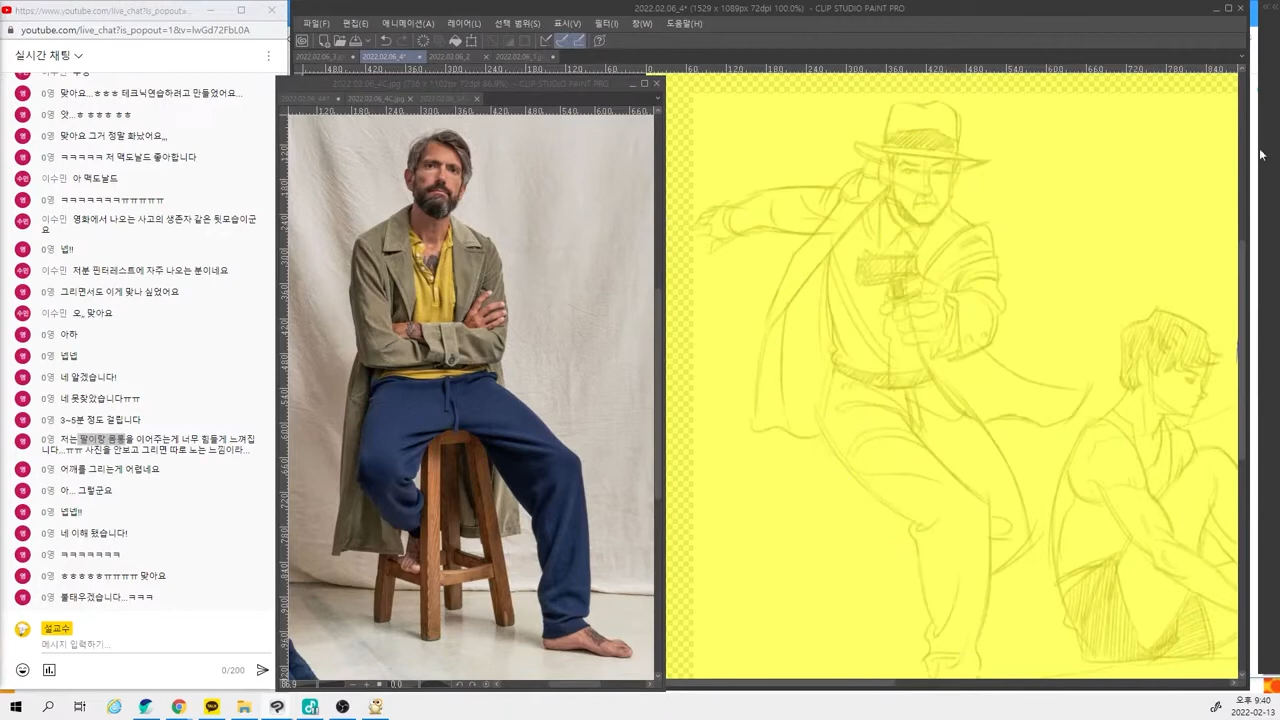 https://www.youtube.com/live_chat?is_popout=...
youtube.com/live_chat?is_popout=1&v=lwGd72FbL0A
실시간 채팅
맞아요...ㅎㅎㅎ 테크닉연습하려고 만들었어요...
앗...ㅎ ㅎㅎㅎ ㅎㅎ
0영 맞아요 그거 정말 화났어요,,,
0영 ㅋㅋㅋㅋㅋ 저 맥도날드 좋아합니다
이수민 아 맥도날드
0영 ㅋㅋㅋㅋㅋㅋㅋㅠㅠㅠㅠㅠ
이수민 영화에서 나오는 사고의 생존자 같은 뒷모습이군
요
0영 넵!!
이수민 저분 핀터레스트에 자주 나오는 분이네요
0영 그러면서도 이게 맞나 싶었어요
이수민 오,, 맞아요
0영 아하
0영 넵넵
0영 네 알겠습니다!
0영 네 못찾았습니다ㅠㅠ
0영 3~5분 정도 걸립니다
0영 저는 팔이랑 몸통을 이어주는게 너무 힘들게 느껴집
니다...ㅠㅠ 사진을 안보고 그리면 따로 노는 느낌이라...
0영 어깨를 그리는게 어렵네요
0영 아... 그렇군요
0영 넵넵!!
0영 네 이해 됐습니다!
0영 ㅋㅋㅋㅋㅋㅋㅋ
0영 ㅎㅎㅎㅎㅎㅠㅠㅠㅠ 맞아요
0영 불태우겠습니다...ㅋㅋㅋ
설교수
메시지 입력하기...
0/200
2022.02.06_4* (1529 x 1089px 72dpi 100.0%) - CLIP STUDIO PAINT PRO
파일(F) 편집(E) 애니메이션(A) 레이어(L) 선택 범위(S) 표시(V) 필터(I) 창(W) 도움말(H)
2022.02.06_4*
2022.02.06_2
2022.02.06_4C.jpg
오후 9:40
2022-02-13